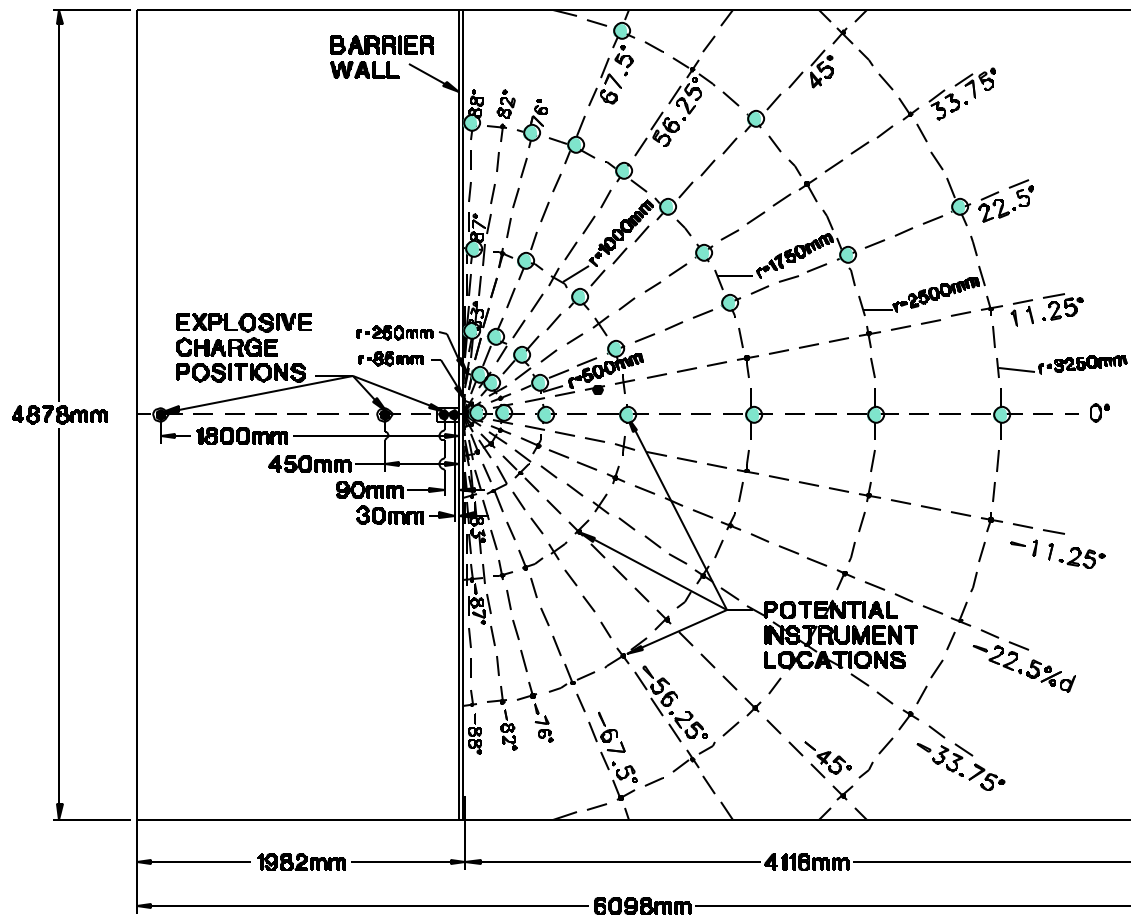 BARRIER
WALL
88°
82°
76°
67.5°
56.25°
45°
33.75°
22.5°
11.25°
0°
87°
83°
r=1000mm
r=1750mm
r=2500mm
r=3250mm
r=500mm
r=250mm
r=85mm
EXPLOSIVE
CHARGE
POSITIONS
4878mm
1800mm
450mm
90mm
30mm
-83°
-87°
-88°
-82°
-76°
-67.5°
-56.25°
-45°
-33.75°
-22.5%d
-11.25°
POTENTIAL
INSTRUMENT
LOCATIONS
1982mm
4116mm
6098mm